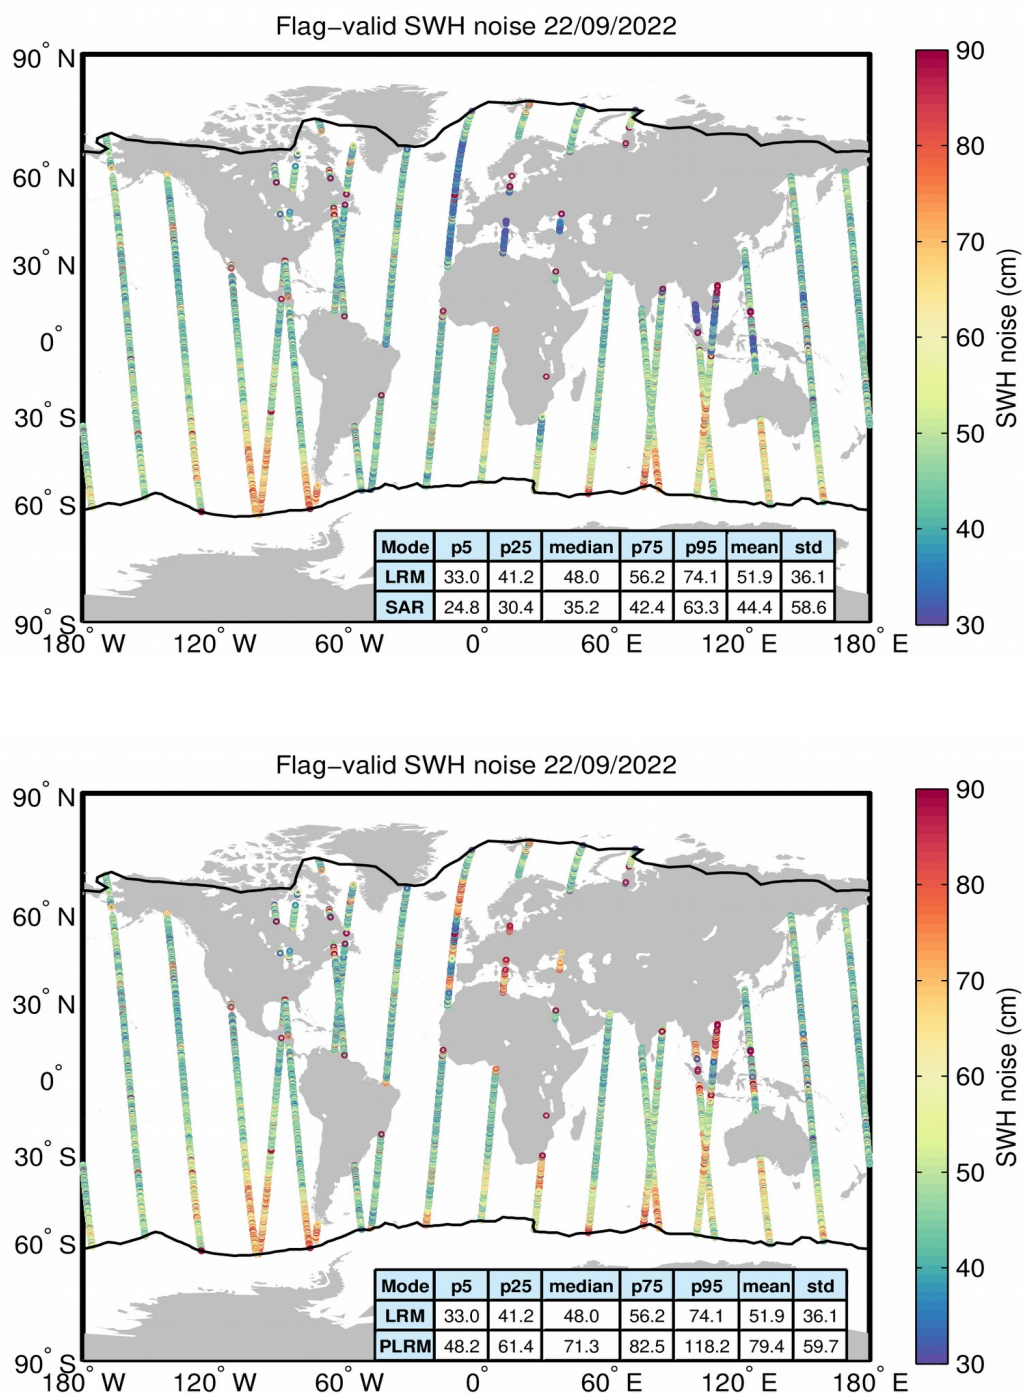 Flag−valid SWH noise 22/09/2022
90° N
60° N
30° N
0°
30° S
60° S
90° S
180° W 120° W 60° W 0° 60° E 120° E 180° E
Mode p5 p25 median p75 p95 mean std
LRM 33.0 41.2 48.0 56.2 74.1 51.9 36.1
SAR 24.8 30.4 35.2 42.4 63.3 44.4 58.6
90
80
70
60
50
40
30
SWH noise (cm)
Flag−valid SWH noise 22/09/2022
90° N
60° N
30° N
0°
30° S
60° S
90° S
180° W 120° W 60° W 0° 60° E 120° E 180° E
Mode p5 p25 median p75 p95 mean std
LRM 33.0 41.2 48.0 56.2 74.1 51.9 36.1
PLRM 48.2 61.4 71.3 82.5 118.2 79.4 59.7
90
80
70
60
50
40
30
SWH noise (cm)